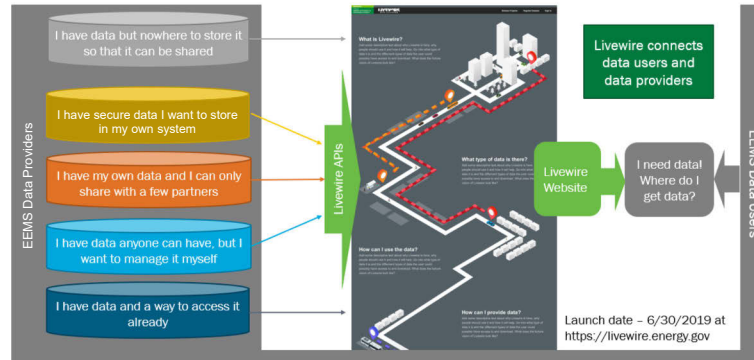 EEMS Data Providers
I have data but nowhere to store it
so that it can be shared
I have secure data I want to store
in my own system
I have my own data and I can only
share with a few partners
I have data anyone can have, but I
want to manage it myself
I have data and a way to access it
already
Livewire APIs
What is Livewire?
What type of data is there?
How can I use the data?
How can I provide data?
Livewire connects
data users and
data providers
Livewire
Website
I need data!
Where do I
get data?
EEMS Data Users
Launch date – 6/30/2019 at
https://livewire.energy.gov